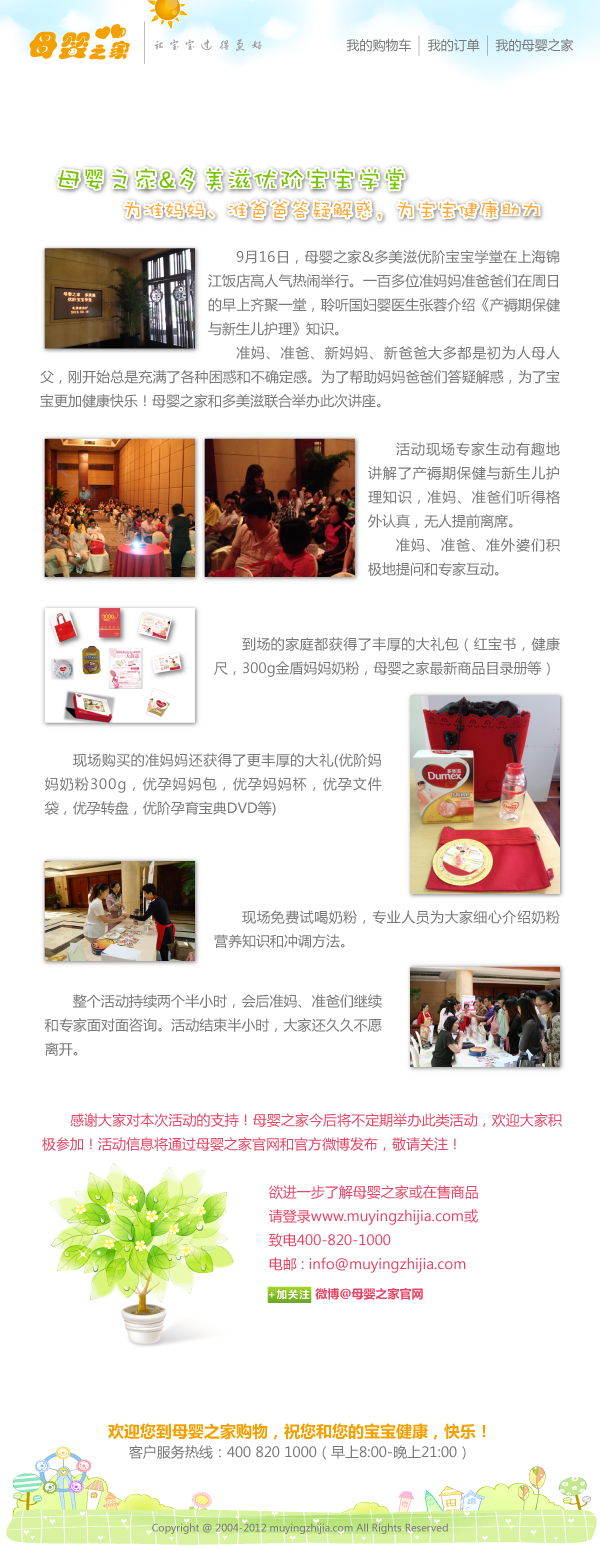 母婴之家
让宝宝过得更好
我的购物车 我的订单 我的母婴之家
母婴之家&多美滋优阶宝宝学堂
为准妈妈、准爸爸答疑解惑，为宝宝健康助力
9月16日，母婴之家&多美滋优阶宝宝学堂在上海锦
江饭店高人气热闹举行。一百多位准妈妈准爸爸们在周日
的早上齐聚一堂，聆听国妇婴医生张蓉介绍《产褥期保健
与新生儿护理》知识。
准妈、准爸、新妈妈、新爸爸大多都是初为人母人
父，刚开始总是充满了各种困惑和不确定感。为了帮助妈妈爸爸们答疑解惑，为了宝
宝更加健康快乐！母婴之家和多美滋联合举办此次讲座。
活动现场专家生动有趣地
讲解了产褥期保健与新生儿护
理知识，准妈、准爸们听得格
外认真，无人提前离席。
准妈、准爸、准外婆们积
极地提问和专家互动。
到场的家庭都获得了丰厚的大礼包（红宝书，健康
尺，300g金盾妈妈奶粉，母婴之家最新商品目录册等）
现场购买的准妈妈还获得了更丰厚的大礼(优阶妈
妈奶粉300g，优孕妈妈包，优孕妈妈杯，优孕文件
袋，优孕转盘，优阶孕育宝典DVD等)
Dumex
现场免费试喝奶粉，专业人员为大家细心介绍奶粉
营养知识和冲调方法。
整个活动持续两个半小时，会后准妈、准爸们继续
和专家面对面咨询。活动结束半小时，大家还久久不愿
离开。
感谢大家对本次活动的支持！母婴之家今后将不定期举办此类活动，欢迎大家积
极参加！活动信息将通过母婴之家官网和官方微博发布，敬请关注！
欲进一步了解母婴之家或在售商品
请登录www.muyingzhijia.com或
致电400-820-1000
电邮：info@muyingzhijia.com
+加关注 微博@母婴之家官网
欢迎您到母婴之家购物，祝您和您的宝宝健康，快乐！
客户服务热线：400 820 1000（早上8:00-晚上21:00）
Copyright @ 2004-2012 muyingzhijia.com All Rights Reserved